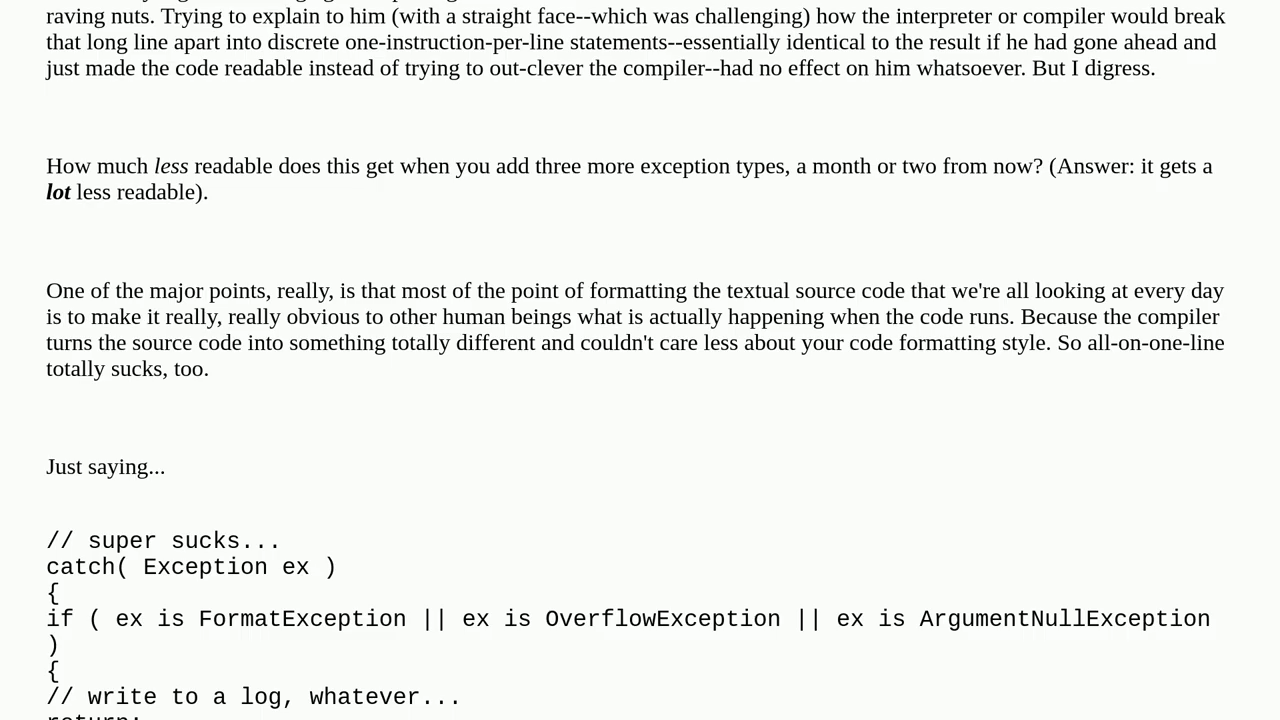 raving nuts. Trying to explain to him (with a straight face--which was challenging) how the interpreter or compiler would break
that long line apart into discrete one-instruction-per-line statements--essentially identical to the result if he had gone ahead and
just made the code readable instead of trying to out-clever the compiler--had no effect on him whatsoever. But I digress.
How much less readable does this get when you add three more exception types, a month or two from now? (Answer: it gets a
lot less readable).
One of the major points, really, is that most of the point of formatting the textual source code that we're all looking at every day
is to make it really, really obvious to other human beings what is actually happening when the code runs. Because the compiler
turns the source code into something totally different and couldn't care less about your code formatting style. So all-on-one-line
totally sucks, too.
Just saying...
// super sucks...
catch( Exception ex )
{
if ( ex is FormatException || ex is OverflowException || ex is ArgumentNullException
)
{
// write to a log, whatever...
return;